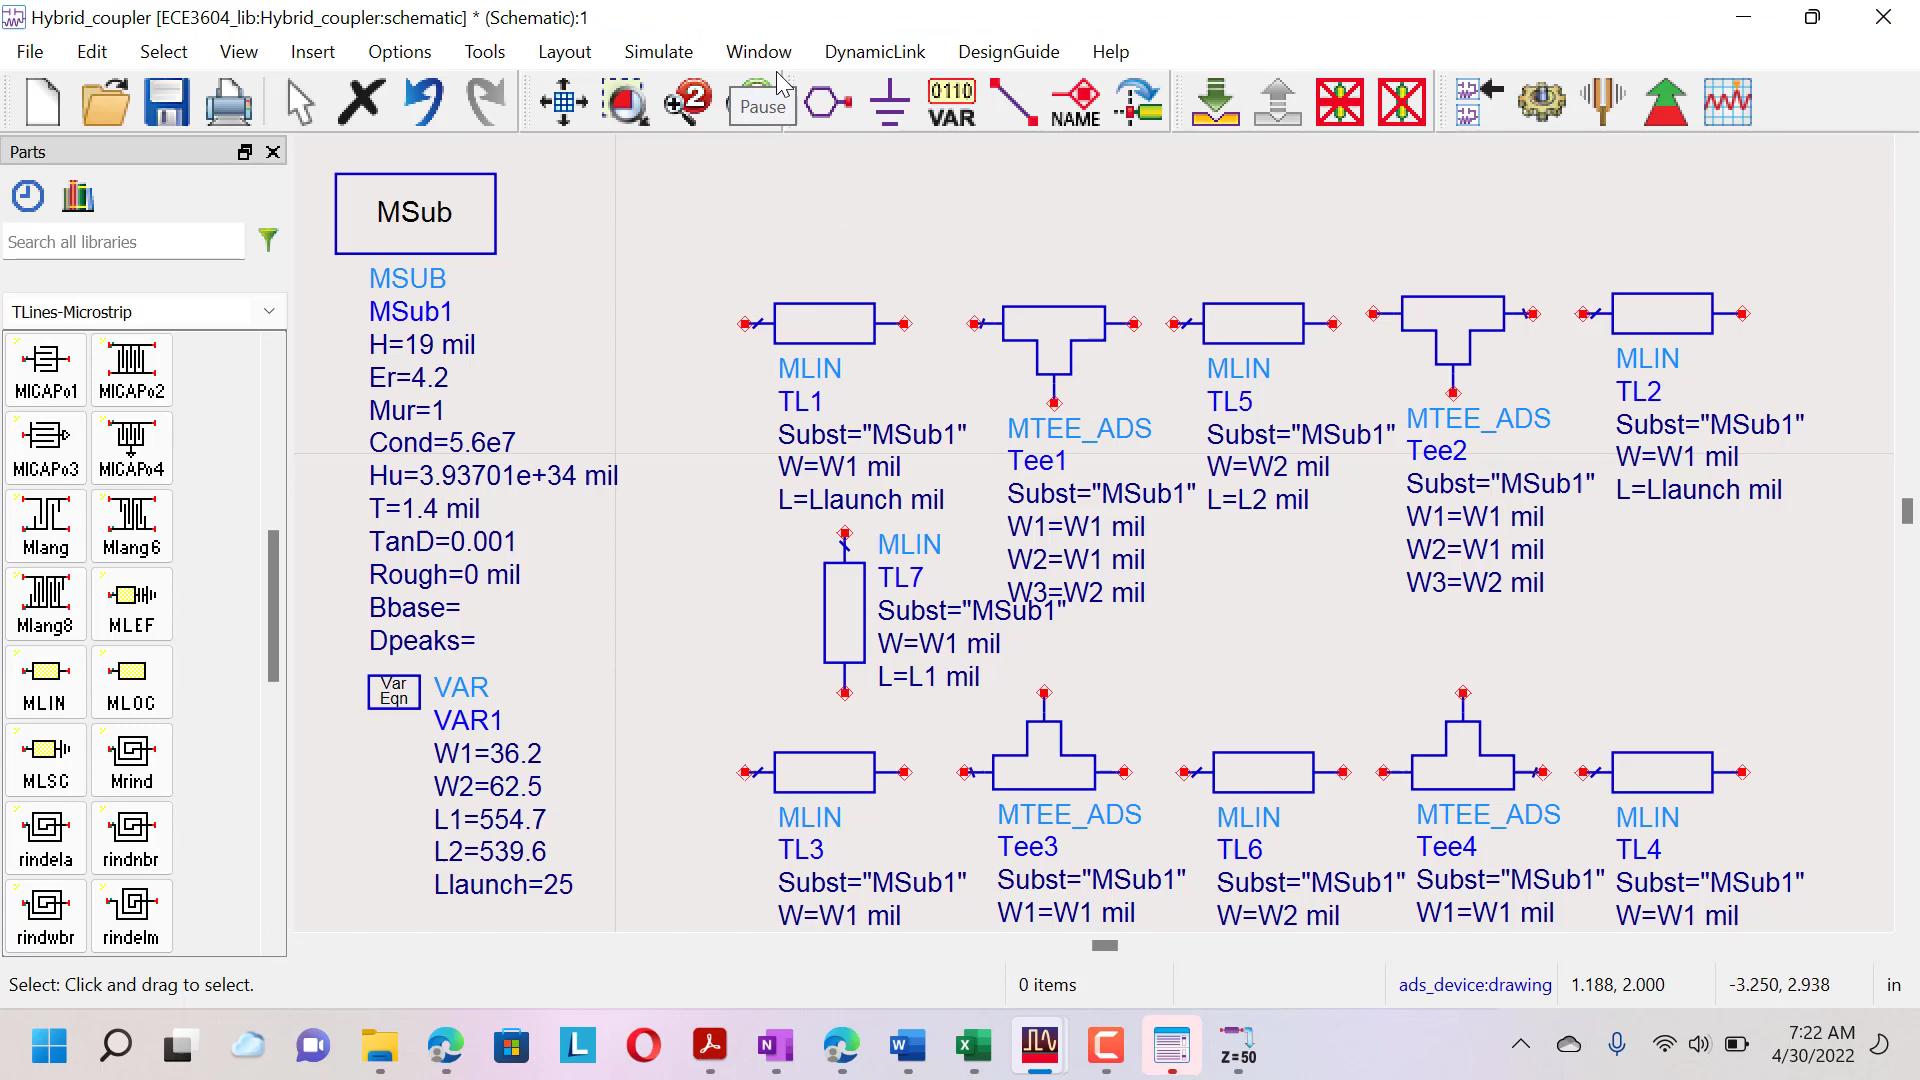 Hybrid_coupler [ECE3604_lib:Hybrid_coupler:schematic] * (Schematic):1
File Edit Select View Insert Options Tools Layout Simulate Window DynamicLink DesignGuide Help
2
Pause
0110
VAR
NAME
Parts
Search all libraries
TLines-Microstrip
MICAPo1 MICAPo2
MICAPo3 MICAPo4
Mlang Mlang6
Mlang8 MLEF
MLIN MLOC
MLSC Mrind
rindela rindnbr
rindwbr rindelm
MSub
MSUB
MSub1
H=19 mil
Er=4.2
Mur=1
Cond=5.6e7
Hu=3.93701e+34 mil
T=1.4 mil
TanD=0.001
Rough=0 mil
Bbase=
Dpeaks=
Var
Eqn
VAR
VAR1
W1=36.2
W2=62.5
L1=554.7
L2=539.6
Llaunch=25
MLIN
TL1
Subst="MSub1"
W=W1 mil
L=Llaunch mil
MTEE_ADS
Tee1
Subst="MSub1"
W1=W1 mil
W2=W1 mil
W3=W2 mil
MLIN
TL5
Subst="MSub1"
W=W2 mil
L=L2 mil
MTEE_ADS
Tee2
Subst="MSub1"
W1=W1 mil
W2=W1 mil
W3=W2 mil
MLIN
TL2
Subst="MSub1"
W=W1 mil
L=Llaunch mil
MLIN
TL7
Subst="MSub1"
W=W1 mil
L=L1 mil
MLIN
TL3
Subst="MSub1"
W=W1 mil
MTEE_ADS
Tee3
Subst="MSub1"
W1=W1 mil
MLIN
TL6
Subst="MSub1"
W=W2 mil
MTEE_ADS
Tee4
Subst="MSub1"
W1=W1 mil
MLIN
TL4
Subst="MSub1"
W=W1 mil
Select: Click and drag to select.
0 items
ads_device:drawing
1.188, 2.000
-3.250, 2.938
in
L
N
W
X
Z=50
7:22 AM
4/30/2022